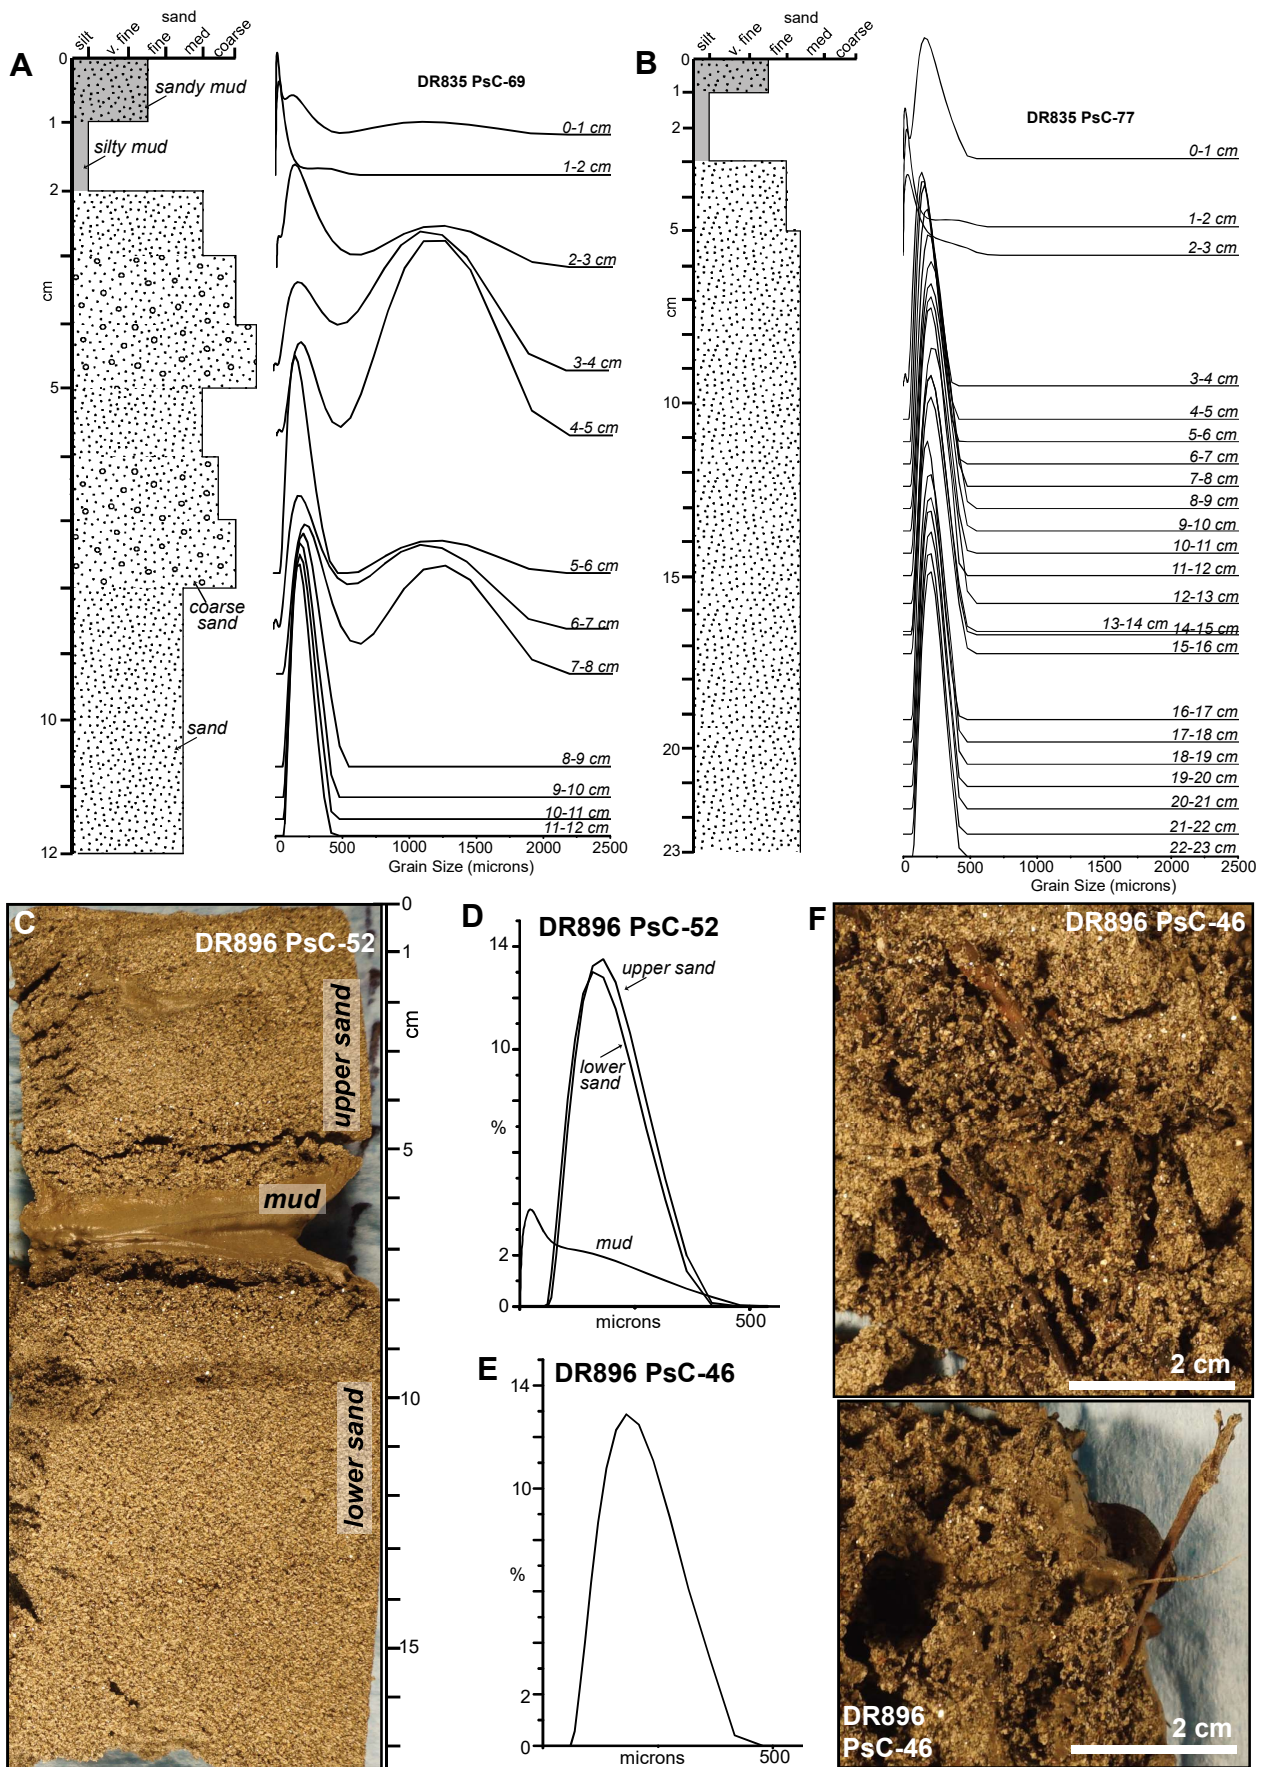 A
sand
silt
v. fine
fine
med
coarse
0
1
2
5
10
12
cm
sandy mud
silty mud
coarse
sand
sand
DR835 PsC-69
0-1 cm
1-2 cm
2-3 cm
3-4 cm
4-5 cm
5-6 cm
6-7 cm
7-8 cm
8-9 cm
9-10 cm
10-11 cm
11-12 cm
0 500 1000 1500 2000 2500
Grain Size (microns)
B
sand
silt
v. fine
fine
med
coarse
0
1
2
5
10
15
20
23
cm
DR835 PsC-77
0-1 cm
1-2 cm
2-3 cm
3-4 cm
4-5 cm
5-6 cm
6-7 cm
7-8 cm
8-9 cm
9-10 cm
10-11 cm
11-12 cm
12-13 cm
13-14 cm 14-15 cm
15-16 cm
16-17 cm
17-18 cm
18-19 cm
19-20 cm
20-21 cm
21-22 cm
22-23 cm
0 500 1000 1500 2000 2500
Grain Size (microns)
C
DR896 PsC-52
upper sand
mud
lower sand
0
1
cm
5
10
15
D
DR896 PsC-52
14
10
%
2
0
upper sand
lower
sand
mud
microns
500
E
DR896 PsC-46
14
10
%
2
0
microns
500
F
DR896 PsC-46
2 cm
DR896
PsC-46
2 cm